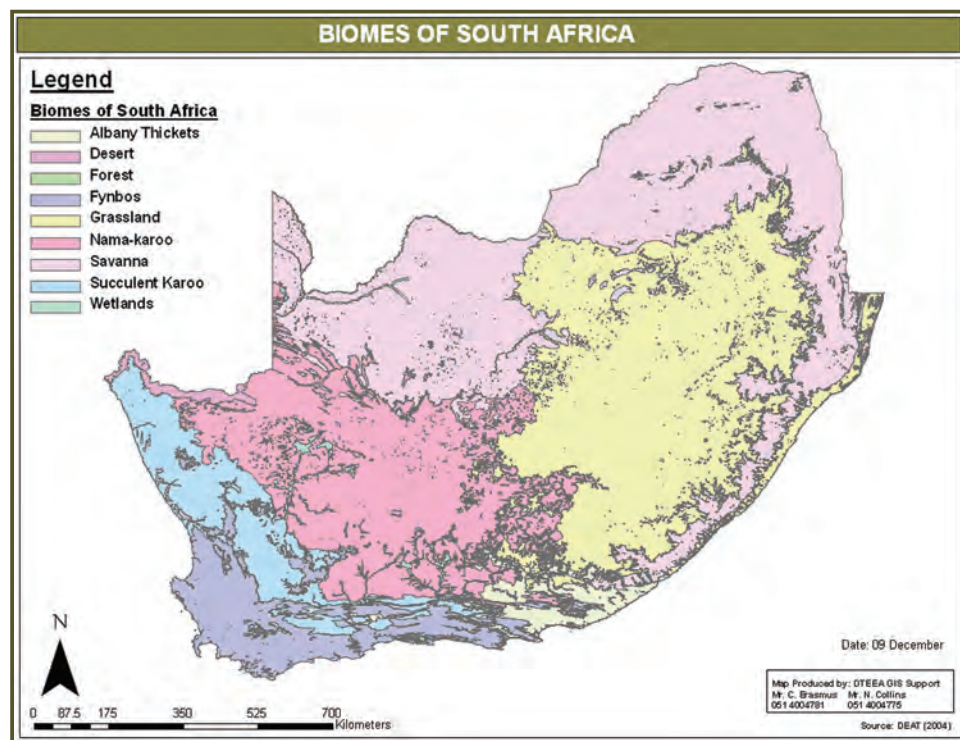 BIOMES OF SOUTH AFRICA
Legend
Biomes of South Africa
Albany Thickets
Desert
Forest
Fynbos
Grassland
Nama-karoo
Savanna
Succulent Karoo
Wetlands
N
0 87.5 175 350 525 700
Kilometers
Date: 09 December
Map Produced by: DTEEA GIS Support
Mr. C. Erasmus Mr. N. Collins
051 4004781 051 4004775
Source: DEAT (2004)